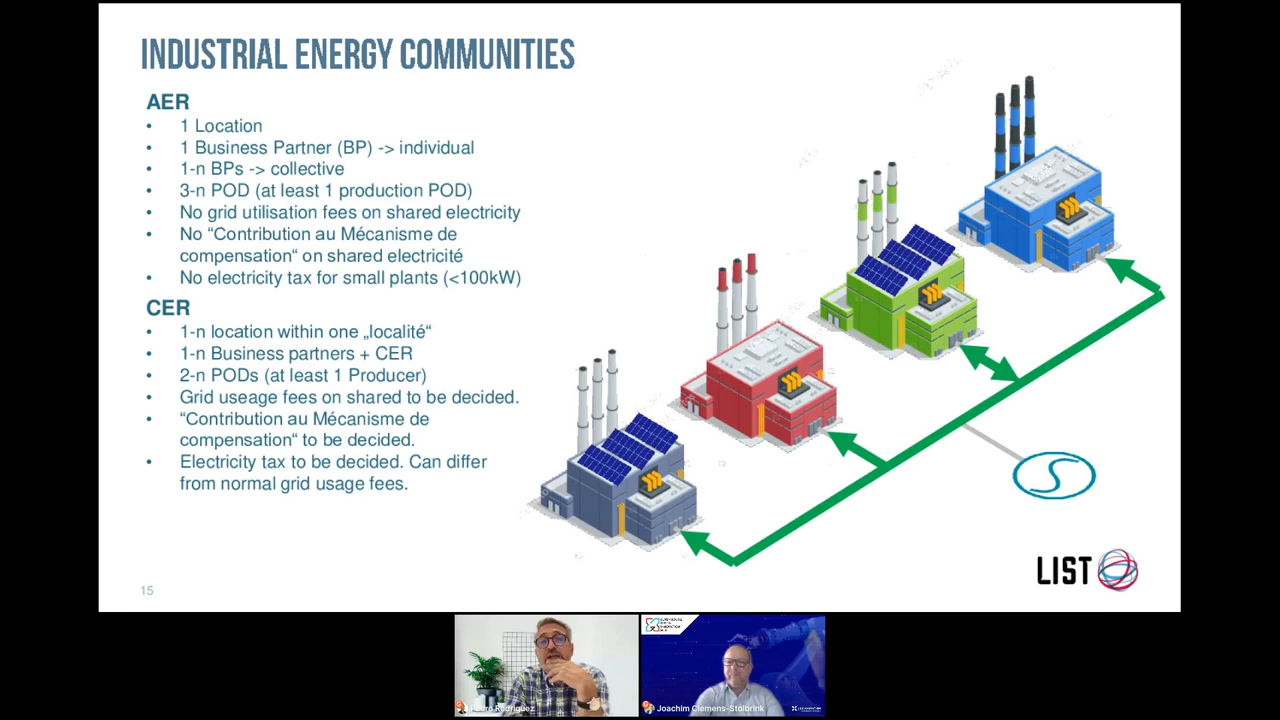 INDUSTRIAL ENERGY COMMUNITIES
AER
• 1 Location
• 1 Business Partner (BP) -> individual
• 1-n BPs -> collective
• 3-n POD (at least 1 production POD)
• No grid utilisation fees on shared electricity
• No “Contribution au Mécanisme de
compensation“ on shared electricité
• No electricity tax for small plants (<100kW)
CER
• 1-n location within one „localité“
• 1-n Business partners + CER
• 2-n PODs (at least 1 Producer)
• Grid useage fees on shared to be decided.
• “Contribution au Mécanisme de
compensation“ to be decided.
• Electricity tax to be decided. Can differ
from normal grid usage fees.
S
15
LIST
Pedro Rodriguez
Joachim Clemens-Stolbrink